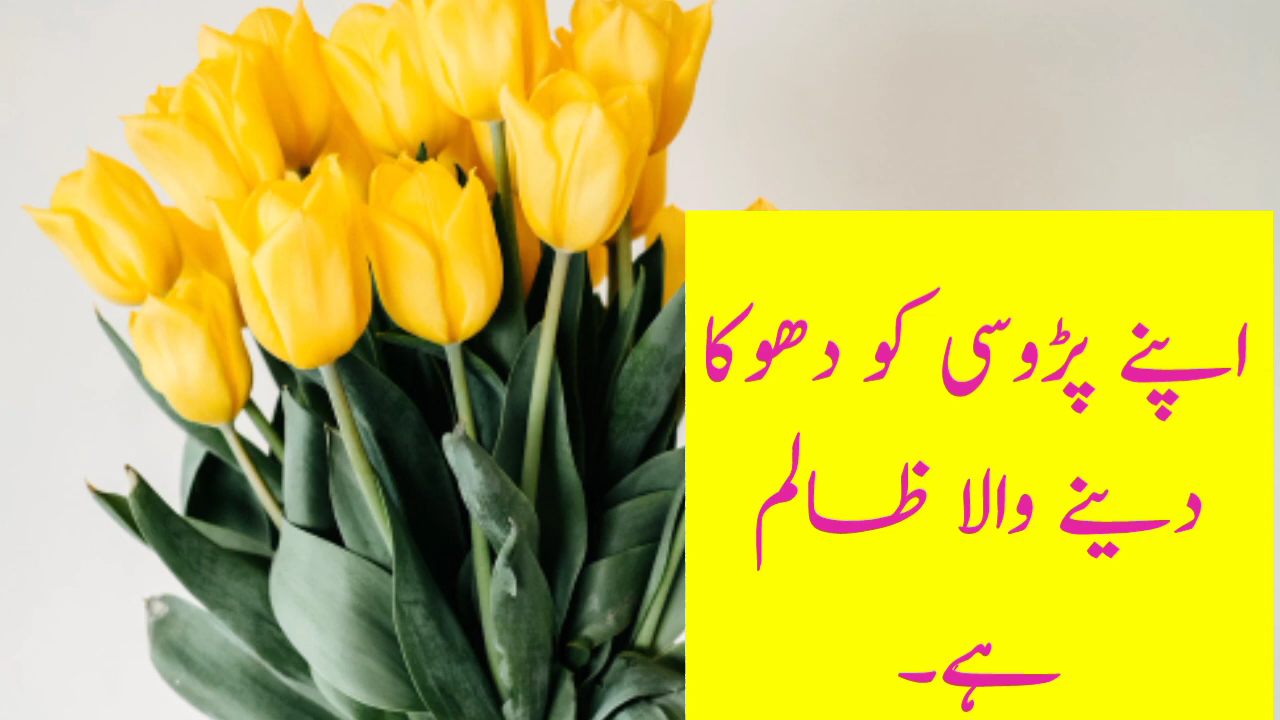 اپنے پڑوسی کو دھوکا
دینے والا ظالم
ہے۔